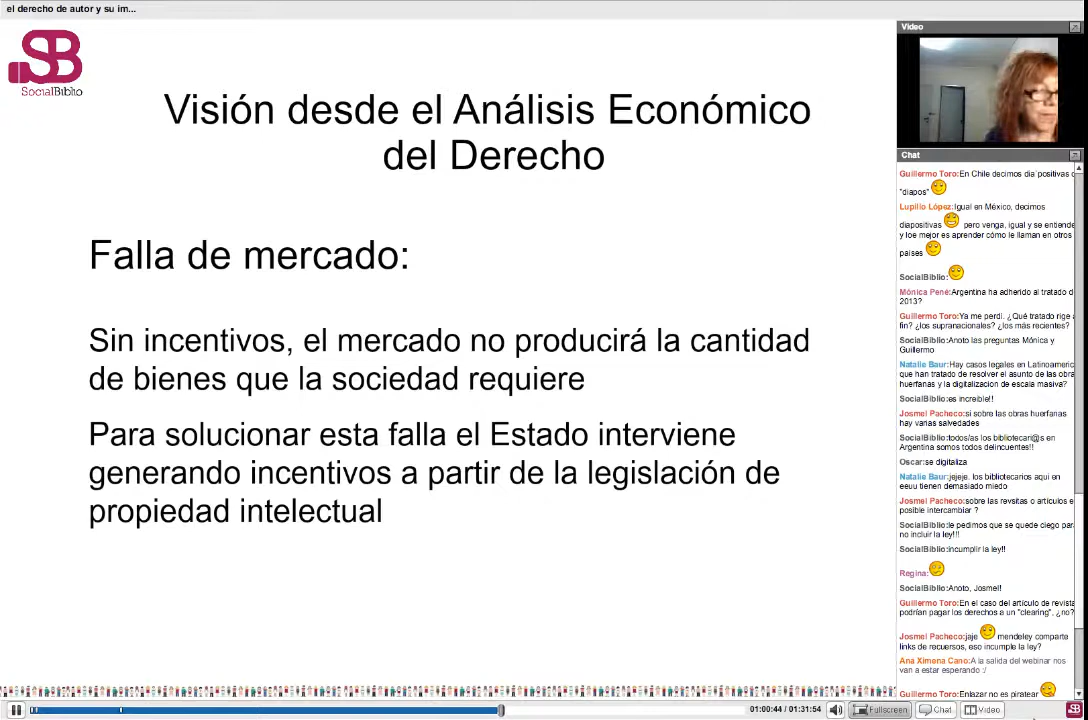 el derecho de autor y su im...
SB
SocialBiblio
Visión desde el Análisis Económico
del Derecho
Falla de mercado:
Sin incentivos, el mercado no producirá la cantidad
de bienes que la sociedad requiere
Para solucionar esta falla el Estado interviene
generando incentivos a partir de la legislación de
propiedad intelectual
Video
Chat
Guillermo Toro:En Chile decimos dia´positivas o
"diapos"
Lupilio López:Igual en México, decimos
diapositivas pero venga, igual y se entiende
y loe mejor es aprender cómo le llaman en otros
países
SocialBiblio:
Mónica Pené:Argentina ha adherido al tratado d
2013?
Guillermo Toro:Ya me perdí. ¿Qué tratado rige a
fin? ¿los supranacionales? ¿los más recientes?
SocialBiblio:Anoto las preguntas Mónica y
Guillermo
Natalie Baur:Hay casos legales en Latinoameric
que han tratado de resolver el asunto de las obra
huerfanas y la digitalizacion de escala masiva?
SocialBiblio:es increible!!
Josmel Pacheco:sí sobre las obras huerfanas
hay varias salvedades
SocialBiblio:todos/as los bibliotecari@s en
Argentina somos todos delincuentes!!
Oscar:se digitaliza
Natalie Baur:jejeje. los bibliotecarios aqui en
eeuu tienen demasiado miedo
Josmel Pacheco:sobre las revsitas o artículos e
posible intercambiar ?
SocialBiblio:le pedimos que se quede ciego par
no incluir la ley!!!
SocialBiblio:incumplir la ley!!
Regina:
SocialBiblio:Anoto, Josmel!
Guillermo Toro:En el caso del artículo de revista
podrían pagar los derechos a un "clearing", ¿no?
Josmel Pacheco:jaje mendeley comparte
links de recuersos, eso incumple la ley?
Ana Ximena Cano:A la salida del webinar nos
van a estar esperando :/
Guillermo Toro:Enlazar no es piratear
01:00:44 / 01:31:54
Fullscreen
Chat
Video
SB